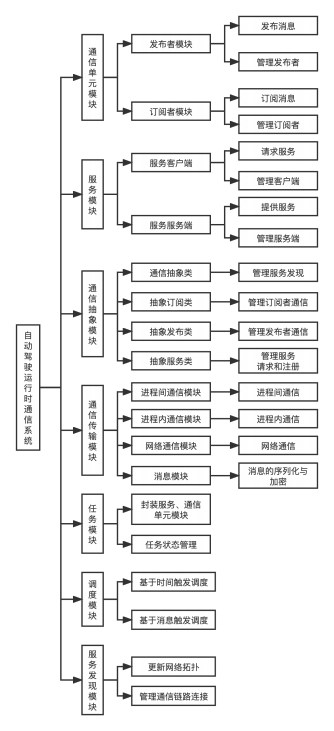 自动驾驶运行时通信系统
通信单元模块
发布者模块
发布消息
管理发布者
订阅者模块
订阅消息
管理订阅者
服务模块
服务客户端
请求服务
管理客户端
服务服务端
提供服务
管理服务端
通信抽象模块
通信抽象类
管理服务发现
抽象订阅类
管理订阅者通信
抽象发布类
管理发布者通信
抽象服务类
管理服务
请求和注册
通信传输模块
进程间通信模块
进程间通信
进程内通信模块
进程内通信
网络通信模块
网络通信
消息模块
消息的序列化与
加密
任务模块
封装服务、通信
单元模块
任务状态管理
调度模块
基于时间触发调度
基于消息触发调度
服务发现模块
更新网络拓扑
管理通信链路连接